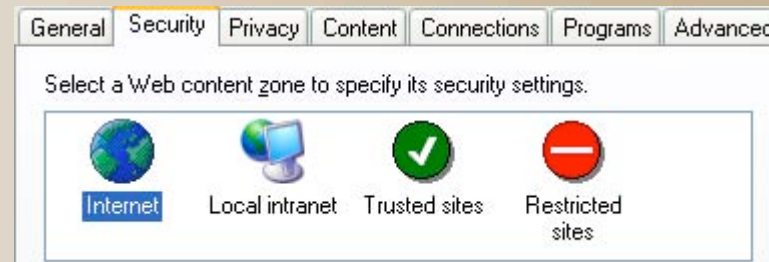 General Security Privacy Content Connections Programs Advanced
Select a Web content zone to specify its security settings.
Internet Local intranet Trusted sites Restricted
sites